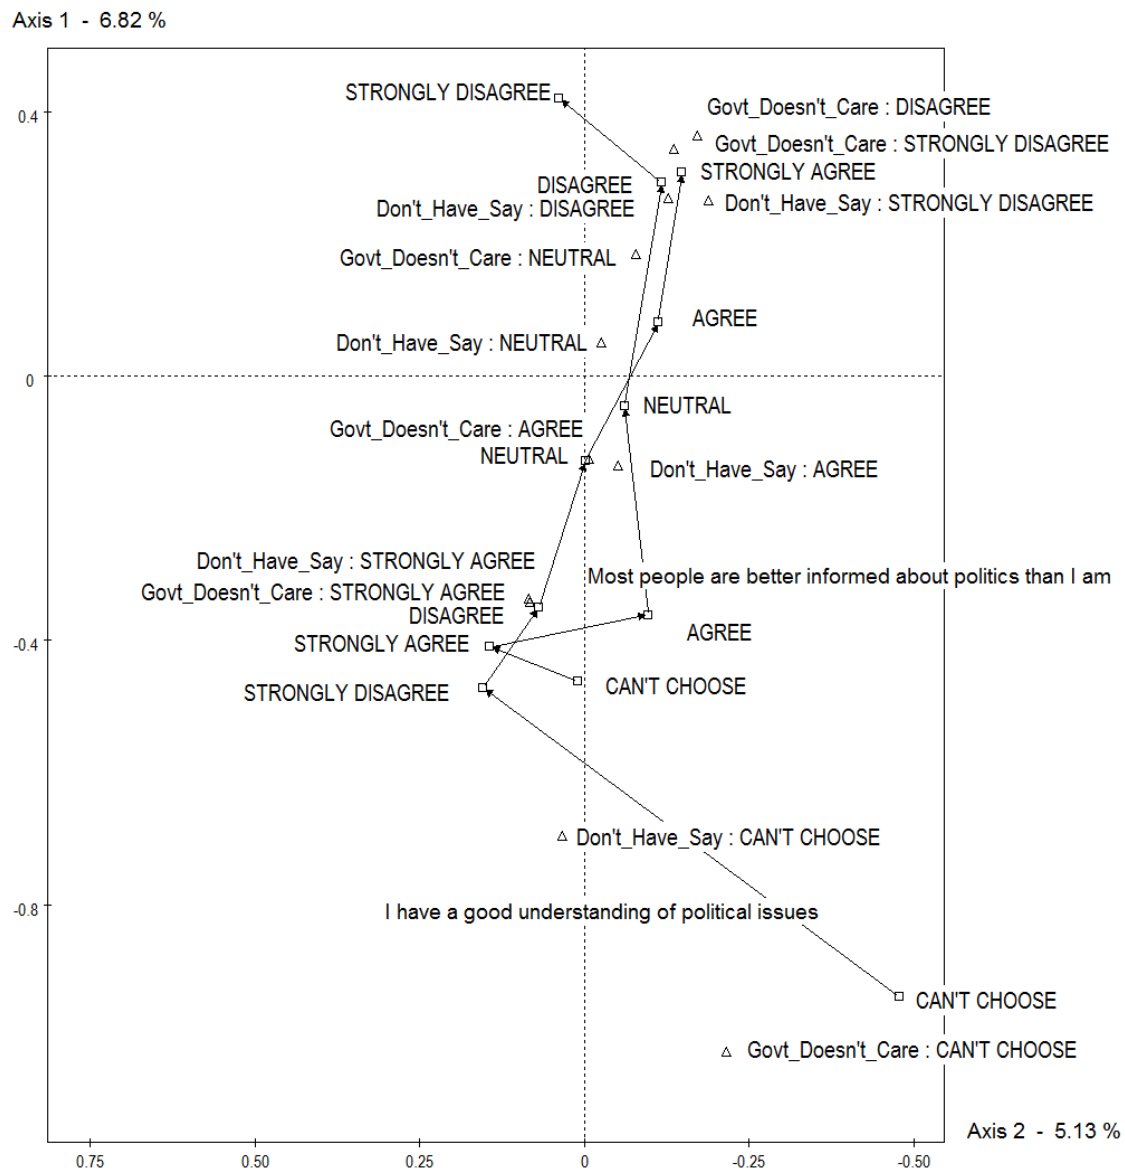 Axis 1 - 6.82 %
STRONGLY DISAGREE
0.4
Govt_Doesn't_Care : DISAGREE
Govt_Doesn't_Care : STRONGLY DISAGREE
STRONGLY AGREE
DISAGREE
Don't_Have_Say : STRONGLY DISAGREE
Don't_Have_Say : DISAGREE
Govt_Doesn't_Care : NEUTRAL
AGREE
Don't_Have_Say : NEUTRAL
0
NEUTRAL
Govt_Doesn't_Care : AGREE
NEUTRAL
Don't_Have_Say : AGREE
Don't_Have_Say : STRONGLY AGREE
Most people are better informed about politics than I am
Govt_Doesn't_Care : STRONGLY AGREE
DISAGREE
AGREE
-0.4
STRONGLY AGREE
CAN'T CHOOSE
STRONGLY DISAGREE
Don't_Have_Say : CAN'T CHOOSE
-0.8
I have a good understanding of political issues
CAN'T CHOOSE
Govt_Doesn't_Care : CAN'T CHOOSE
Axis 2 - 5.13 %
0.75
0.50
0.25
0
-0.25
-0.50